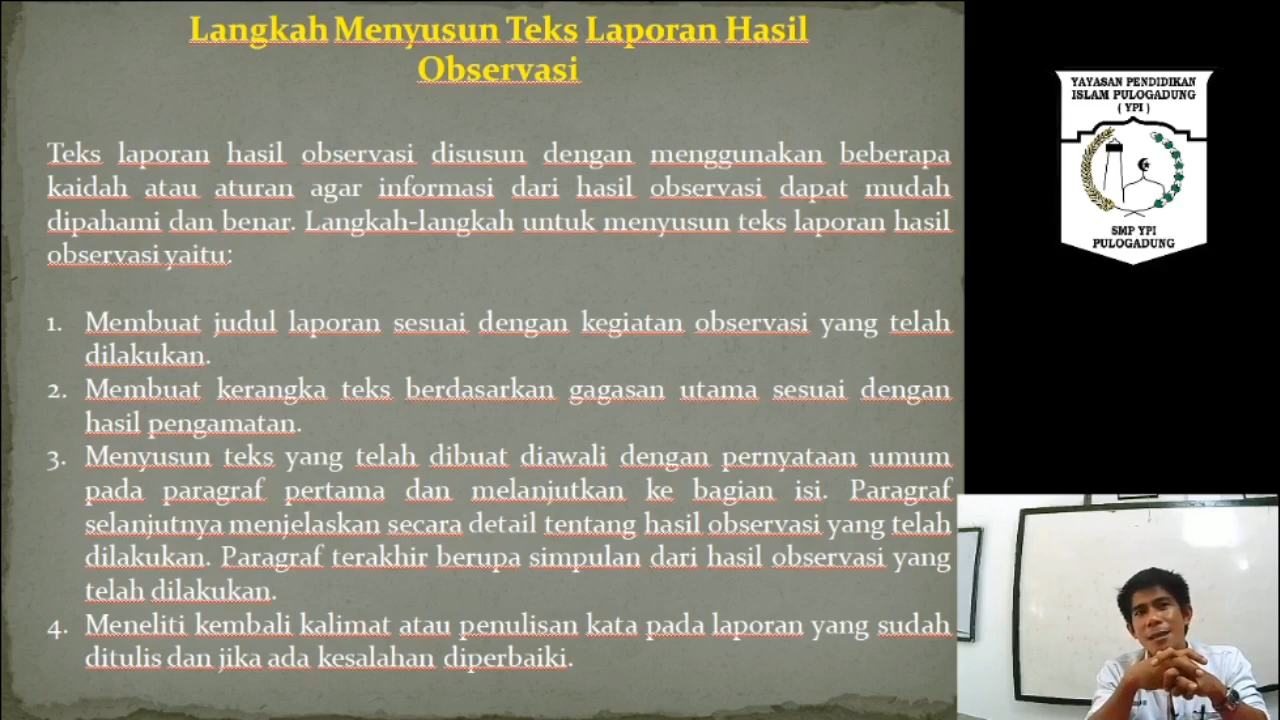 Langkah Menyusun Teks Laporan Hasil
Observasi
Teks laporan hasil observasi disusun dengan menggunakan beberapa
kaidah atau aturan agar informasi dari hasil observasi dapat mudah
dipahami dan benar. Langkah-langkah untuk menyusun teks laporan hasil
observasi yaitu:
1. Membuat judul laporan sesuai dengan kegiatan observasi yang telah
dilakukan.
2. Membuat kerangka teks berdasarkan gagasan utama sesuai dengan
hasil pengamatan.
3. Menyusun teks yang telah dibuat diawali dengan pernyataan umum
pada paragraf pertama dan melanjutkan ke bagian isi. Paragraf
selanjutnya menjelaskan secara detail tentang hasil observasi yang telah
dilakukan. Paragraf terakhir berupa simpulan dari hasil observasi yang
telah dilakukan.
4. Meneliti kembali kalimat atau penulisan kata pada laporan yang sudah
ditulis dan jika ada kesalahan diperbaiki.
YAYASAN PENDIDIKAN
ISLAM PULOGADUNG
( YPI )
SMP YPI
PULOGADUNG